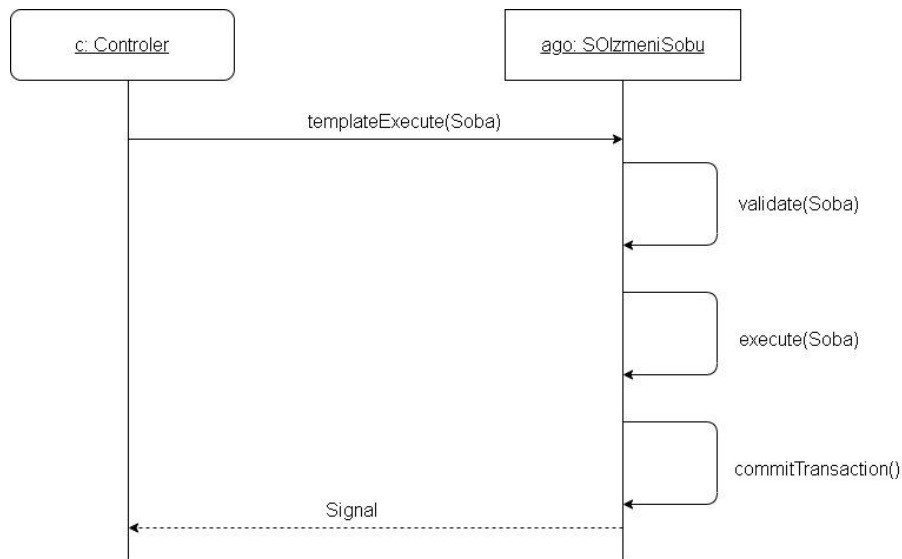 c: Controler
ago: SOIzmeniSobu
templateExecute(Soba)
validate(Soba)
execute(Soba)
commitTransaction()
Signal